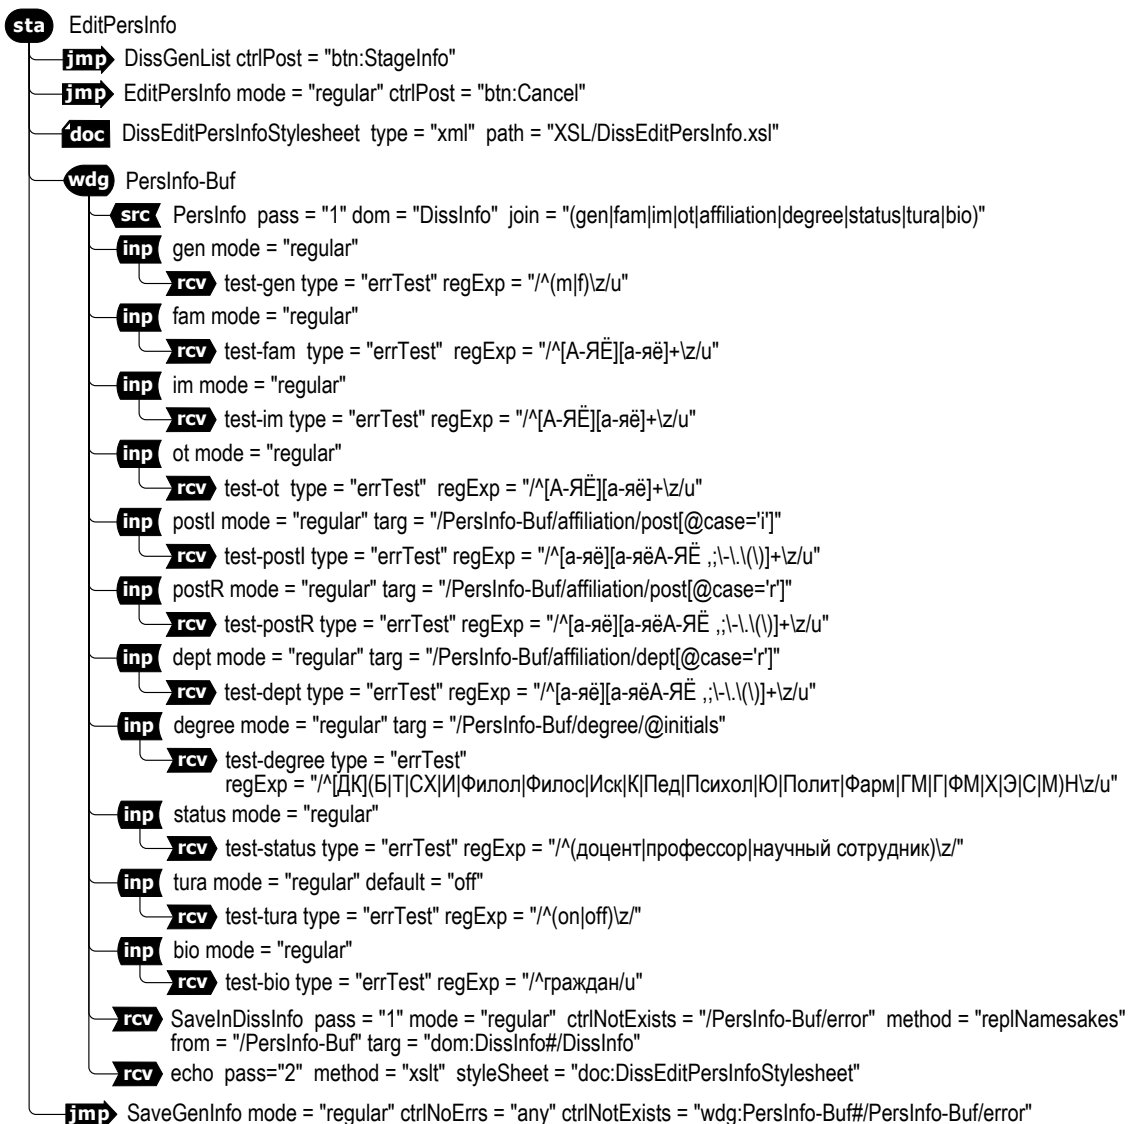 sta EditPersInfo
jmp DissGenList ctrlPost = "btn:StageInfo"
jmp EditPersInfo mode = "regular" ctrlPost = "btn:Cancel"
doc DissEditPersInfoStylesheet type = "xml" path = "XSL/DissEditPersInfo.xsl"
wdg PersInfo-Buf
src PersInfo pass = "1" dom = "DissInfo" join = "(gen|fam|im|ot|affiliation|degree|status|tura|bio)"
inp gen mode = "regular"
rcv test-gen type = "errTest" regExp = "/^(m|f)\z/u"
inp fam mode = "regular"
rcv test-fam type = "errTest" regExp = "/^[А-ЯЁ][а-яё]+\z/u"
inp im mode = "regular"
rcv test-im type = "errTest" regExp = "/^[А-ЯЁ][а-яё]+\z/u"
inp ot mode = "regular"
rcv test-ot type = "errTest" regExp = "/^[А-ЯЁ][а-яё]+\z/u"
inp postI mode = "regular" targ = "/PersInfo-Buf/affiliation/post[@case='i']"
rcv test-postI type = "errTest" regExp = "/^[а-яё][а-яёА-ЯЁ ,;\-\.\(\)]+\z/u"
inp postR mode = "regular" targ = "/PersInfo-Buf/affiliation/post[@case='r']"
rcv test-postR type = "errTest" regExp = "/^[а-яё][а-яёА-ЯЁ ,;\-\.\(\)]+\z/u"
inp dept mode = "regular" targ = "/PersInfo-Buf/affiliation/dept[@case='r']"
rcv test-dept type = "errTest" regExp = "/^[а-яё][а-яёА-ЯЁ ,;\-\.\(\)]+\z/u"
inp degree mode = "regular" targ = "/PersInfo-Buf/degree/@initials"
rcv test-degree type = "errTest"
regExp = "/^[ДК](Б|Т|СХ|И|Филол|Филос|Иск|К|Пед|Психол|Ю|Полит|Фарм|ГМ|Г|ФМ|Х|Э|С|М)Н\z/u"
inp status mode = "regular"
rcv test-status type = "errTest" regExp = "/^(доцент|профессор|научный сотрудник)\z/"
inp tura mode = "regular" default = "off"
rcv test-tura type = "errTest" regExp = "/^(on|off)\z/"
inp bio mode = "regular"
rcv test-bio type = "errTest" regExp = "/^граждан/u"
rcv SaveInDissInfo pass = "1" mode = "regular" ctrlNotExists = "/PersInfo-Buf/error" method = "replNamesakes"
from = "/PersInfo-Buf" targ = "dom:DissInfo#/DissInfo"
rcv echo pass="2" method = "xslt" styleSheet = "doc:DissEditPersInfoStylesheet"
jmp SaveGenInfo mode = "regular" ctrlNoErrs = "any" ctrlNotExists = "wdg:PersInfo-Buf#/PersInfo-Buf/error"